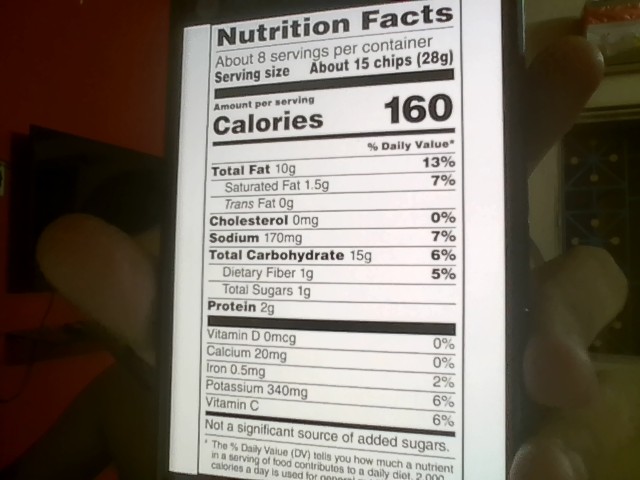 Nutrition Facts
About 8 servings per container
Serving size About 15 chips (28g)
Amount per serving
Calories 160
% Daily Value*
Total Fat 10g 13%
Saturated Fat 1.5g 7%
Trans Fat 0g
Cholesterol 0mg 0%
Sodium 170mg 7%
Total Carbohydrate 15g 6%
Dietary Fiber 1g 5%
Total Sugars 1g
Protein 2g
Vitamin D 0mcg 0%
Calcium 20mg 0%
Iron 0.5mg 2%
Potassium 340mg 6%
Vitamin C 6%
Not a significant source of added sugars.
* The % Daily Value (DV) tells you how much a nutrient
in a serving of food contributes to a daily diet. 2,000
calories a day is used for general